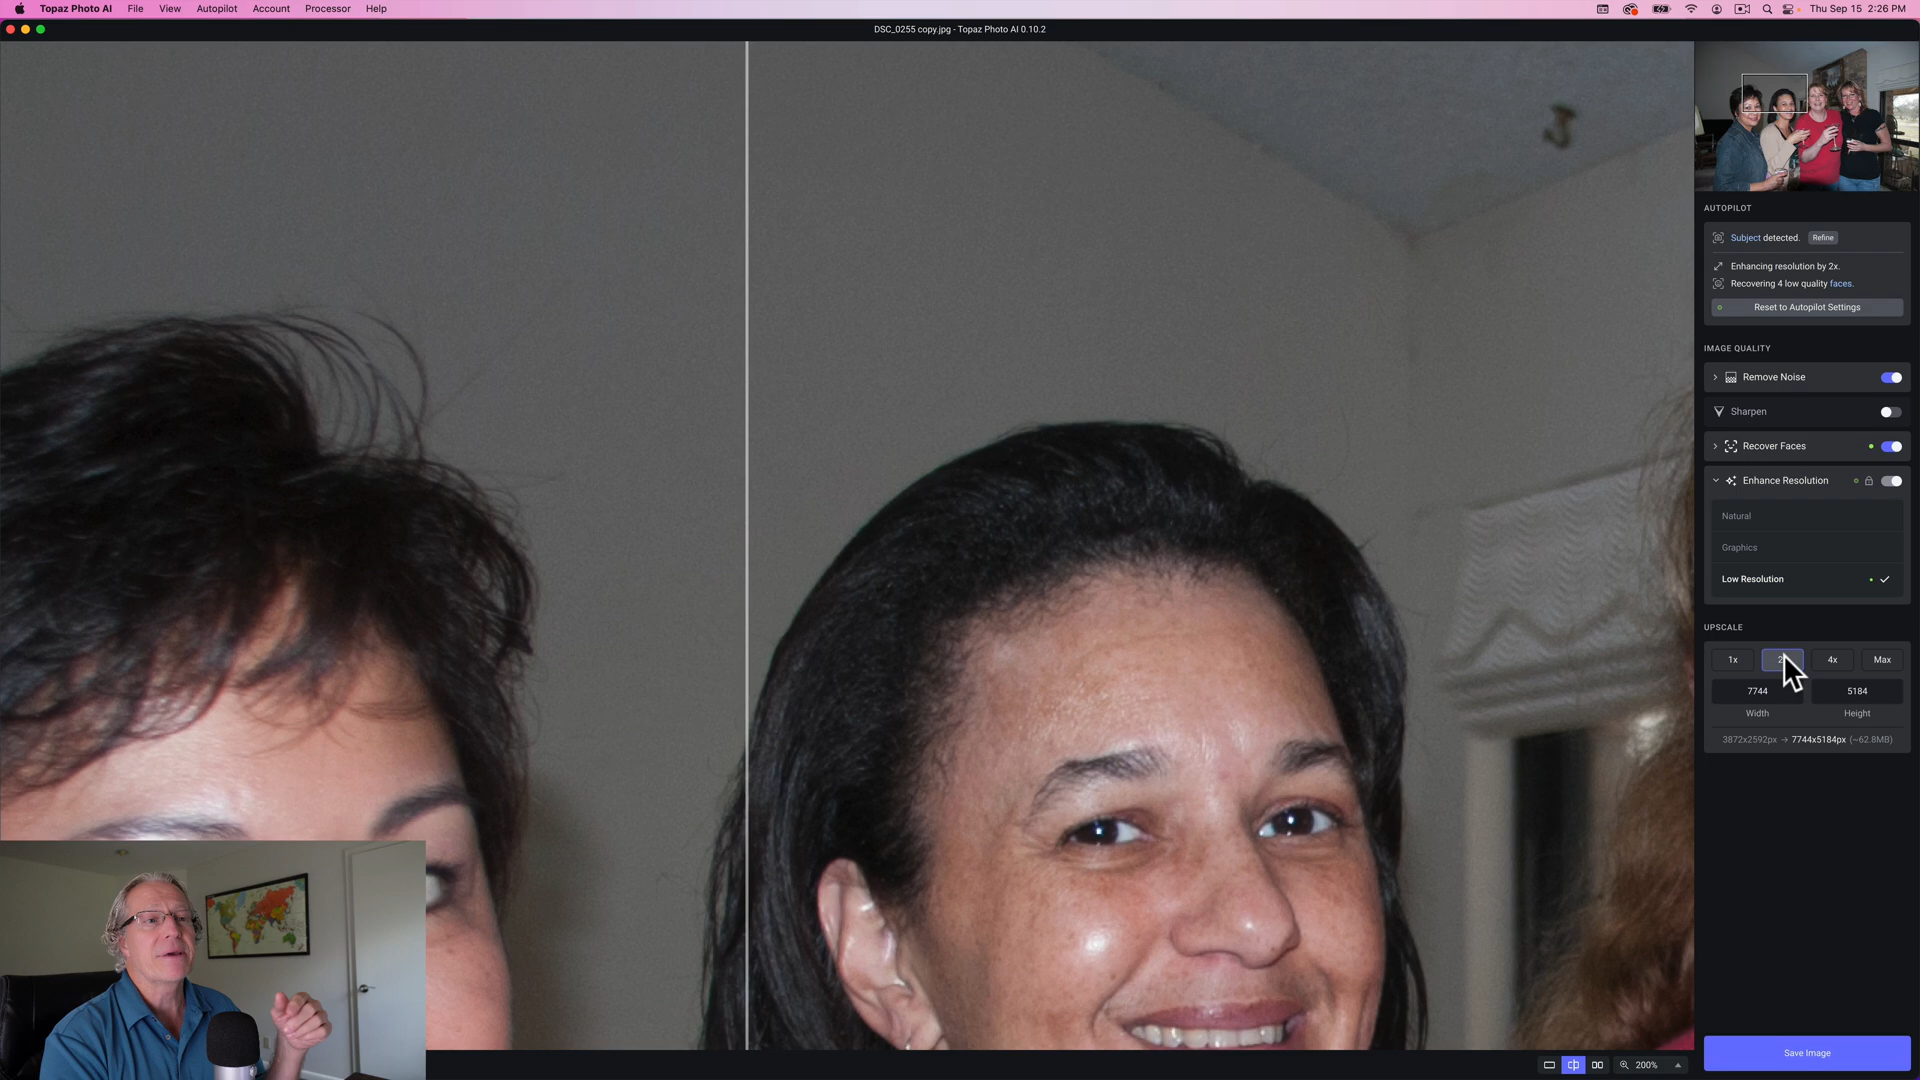 Topaz Photo AI File View Autopilot Account Processor Help Thu Sep 15 2:26 PM
DSC_0255 copy.jpg - Topaz Photo AI 0.10.2
AUTOPILOT
Subject detected. Refine
Enhancing resolution by 2x.
Recovering 4 low quality faces.
Reset to Autopilot Settings
IMAGE QUALITY
Remove Noise
Sharpen
Recover Faces
Enhance Resolution
Natural
Graphics
Low Resolution
UPSCALE
1x 4x Max
7744 5184
Width Height
3872x2592px → 7744x5184px (~62.8MB)
200%
Save Image